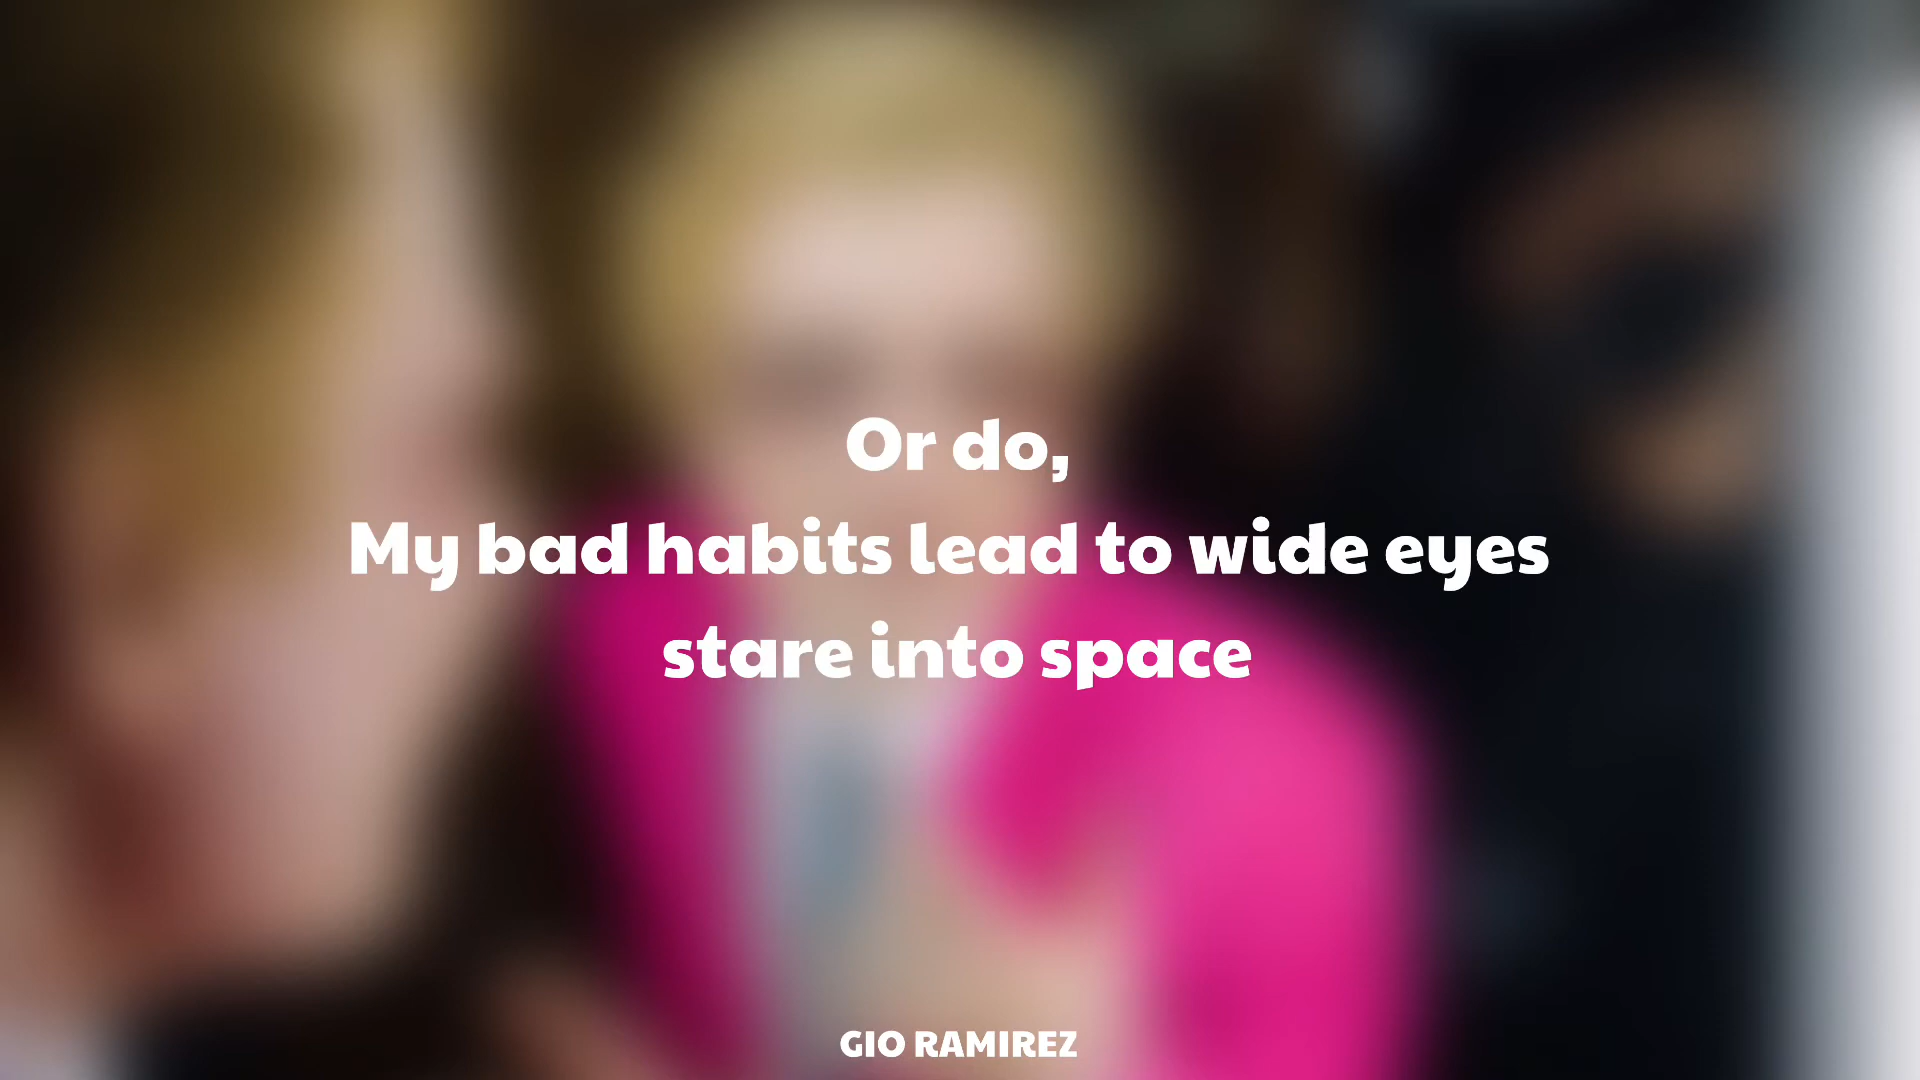 Or do,
My bad habits lead to wide eyes
stare into space
GIO RAMIREZ